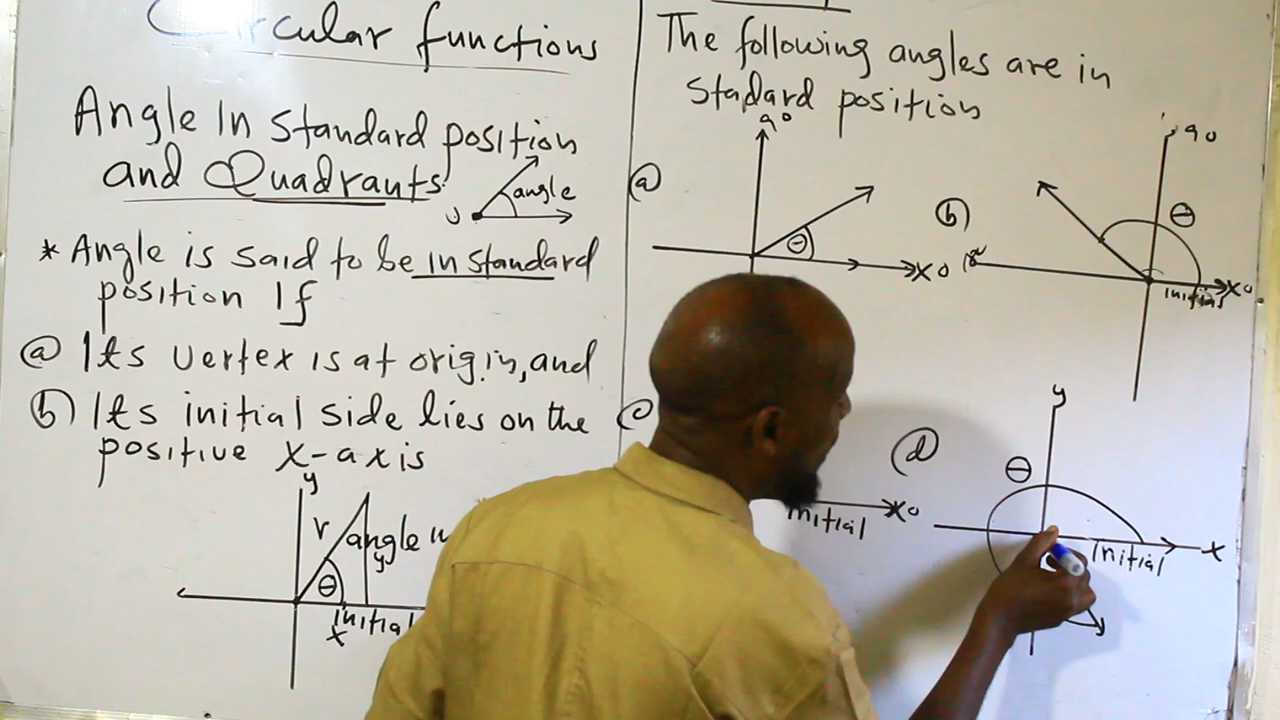 Circular functions
Angle In Standard position
and Quadrants
angle
* Angle is said to be in standard
position If
(a) Its vertex is at origin, and
(b) Its initial side lies on the
positive x-axis
y
r
angle
y
θ
initial
x
The following angles are in
Stadard position
(a)
90
θ
x 0
(b)
90
θ
180
initial
x 0
(c)
initial
x 0
(d)
y
θ
initial
x